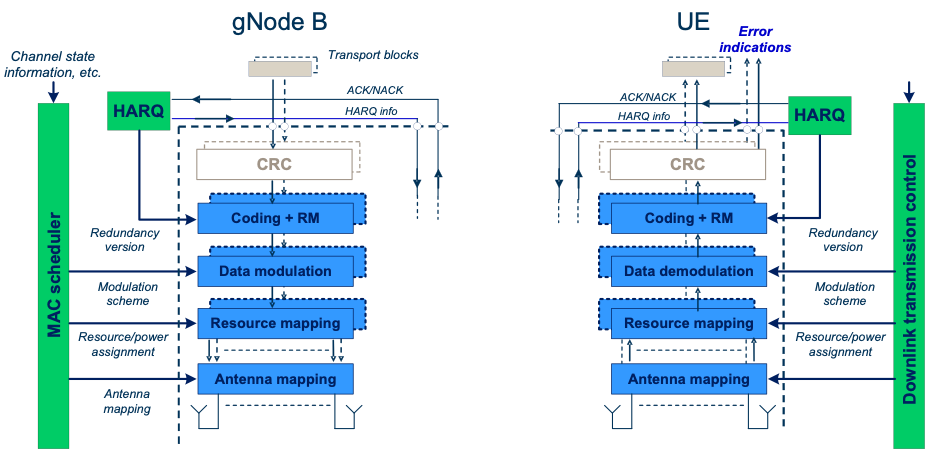 gNode B
UE
Error
indications
Channel state
information, etc.
Transport blocks
HARQ
ACK/NACK
HARQ info
ACK/NACK
HARQ info
HARQ
CRC
CRC
MAC scheduler
Coding + RM
Redundancy
version
Coding + RM
Redundancy
version
Downlink transmission control
Data modulation
Modulation
scheme
Data demodulation
Modulation
scheme
Resource mapping
Resource/power
assignment
Resource mapping
Resource/power
assignment
Antenna mapping
Antenna
mapping
Antenna mapping